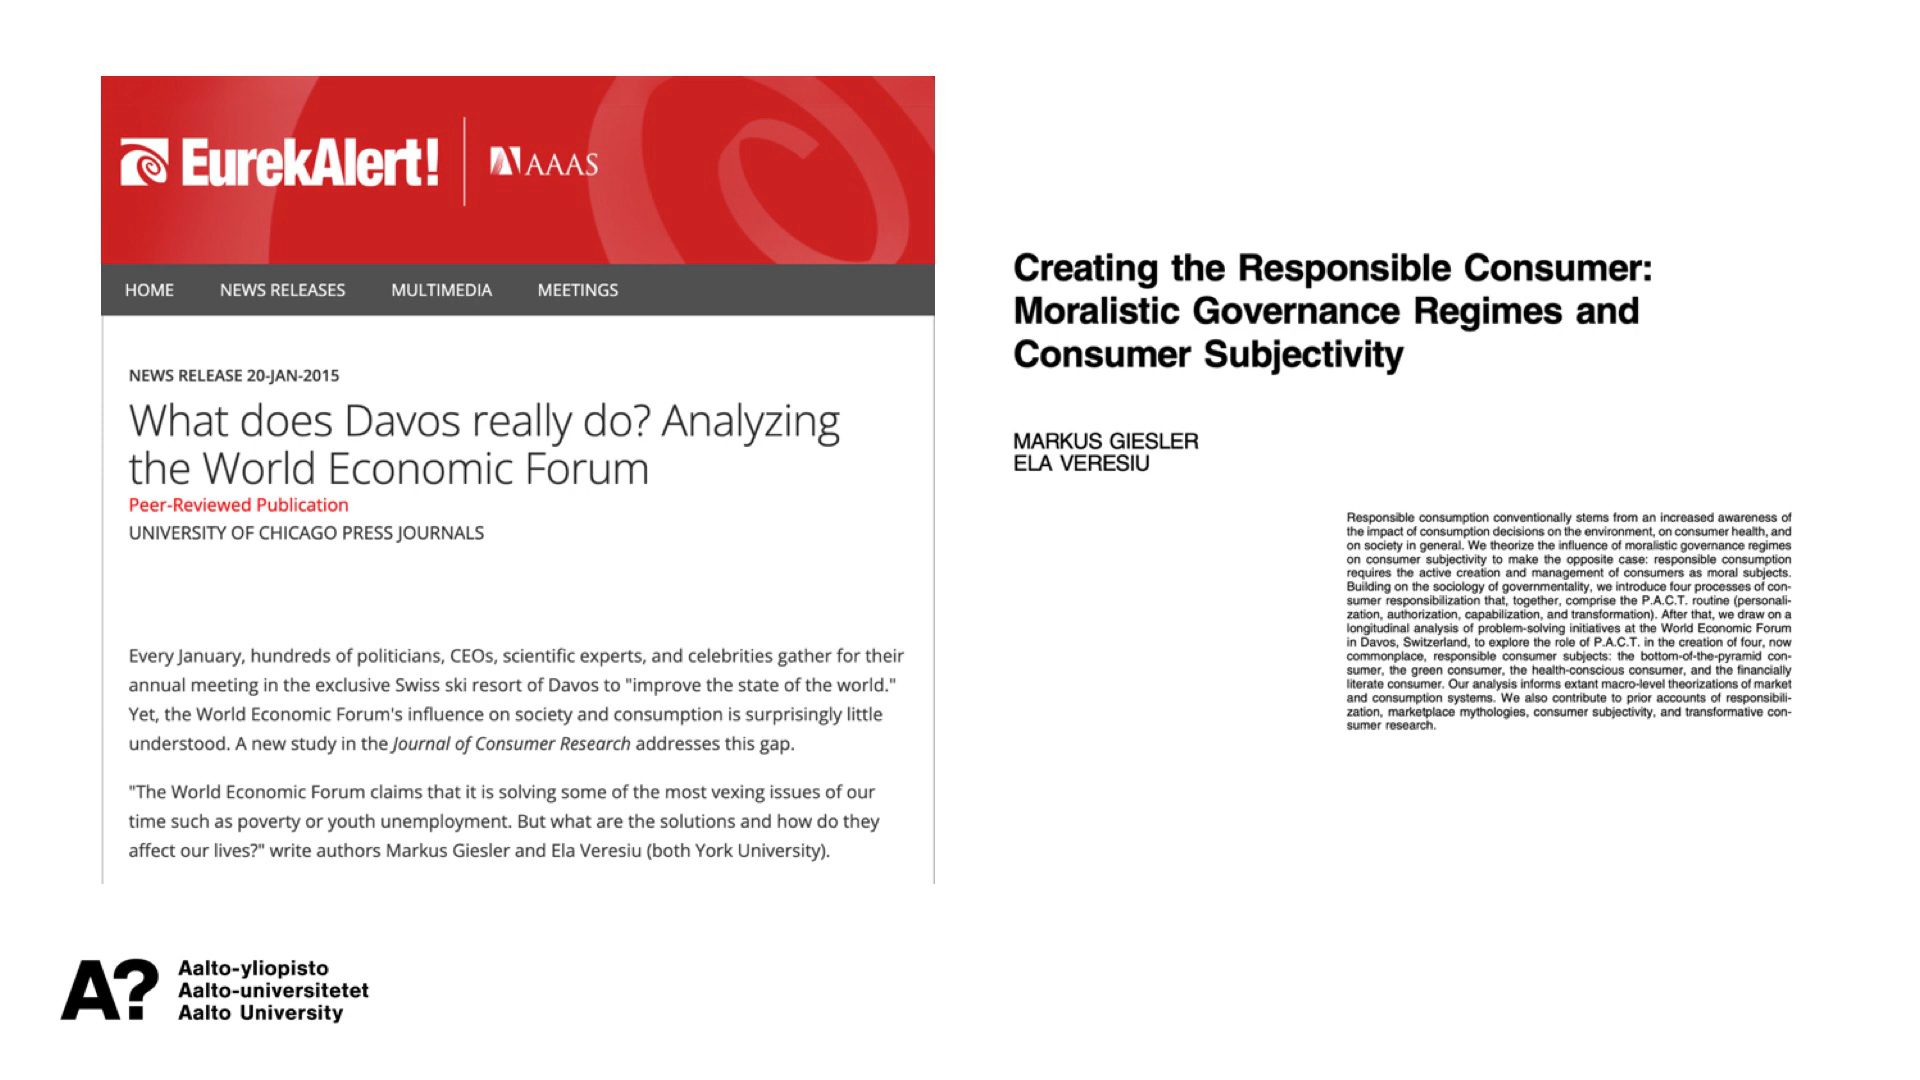 EurekAlert!
AAAS
HOME NEWS RELEASES MULTIMEDIA MEETINGS
NEWS RELEASE 20-JAN-2015
What does Davos really do? Analyzing
the World Economic Forum
Peer-Reviewed Publication
UNIVERSITY OF CHICAGO PRESS JOURNALS
Every January, hundreds of politicians, CEOs, scientific experts, and celebrities gather for their
annual meeting in the exclusive Swiss ski resort of Davos to "improve the state of the world."
Yet, the World Economic Forum's influence on society and consumption is surprisingly little
understood. A new study in the Journal of Consumer Research addresses this gap.
"The World Economic Forum claims that it is solving some of the most vexing issues of our
time such as poverty or youth unemployment. But what are the solutions and how do they
affect our lives?" write authors Markus Giesler and Ela Veresiu (both York University).
Creating the Responsible Consumer:
Moralistic Governance Regimes and
Consumer Subjectivity
MARKUS GIESLER
ELA VERESIU
Responsible consumption conventionally stems from an increased awareness of
the impact of consumption decisions on the environment, on consumer health, and
on society in general. We theorize the influence of moralistic governance regimes
on consumer subjectivity to make the opposite case: responsible consumption
requires the active creation and management of consumers as moral subjects.
Building on the sociology of governmentality, we introduce four processes of con-
sumer responsibilization that, together, comprise the P.A.C.T. routine (personali-
zation, authorization, capabilization, and transformation). After that, we draw on a
longitudinal analysis of problem-solving initiatives at the World Economic Forum
in Davos, Switzerland, to explore the role of P.A.C.T. in the creation of four, now
commonplace, responsible consumer subjects: the bottom-of-the-pyramid con-
sumer, the green consumer, the health-conscious consumer, and the financially
literate consumer. Our analysis informs extant macro-level theorizations of market
and consumption systems. We also contribute to prior accounts of responsibili-
zation, marketplace mythologies, consumer subjectivity, and transformative con-
sumer research.
A?
Aalto-yliopisto
Aalto-universitetet
Aalto University